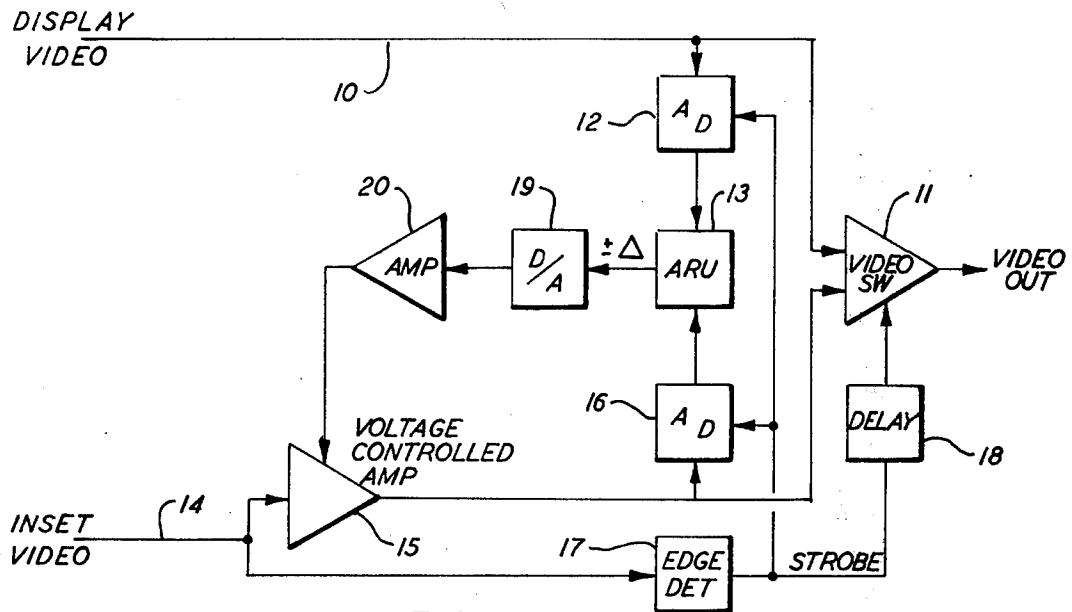 DISPLAY
VIDEO
10
12
A
D
20
19
13
11
AMP
D/A
± Δ
ARU
VIDEO
SW
VIDEO
OUT
16
A
D
VOLTAGE
CONTROLLED
AMP
DELAY
18
14
INSET
VIDEO
15
17
EDGE
DET
STROBE